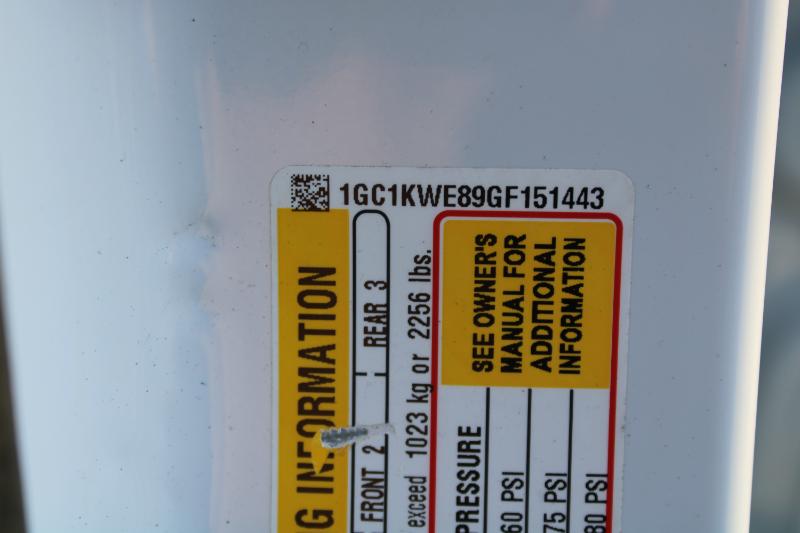 1GC1KWE89GF151443
G INFORMATION
FRONT 2 REAR 3
exceed 1023 kg or 2256 lbs.
SEE OWNER'S
MANUAL FOR
ADDITIONAL
INFORMATION
PRESSURE
60 PSI
75 PSI
80 PSI